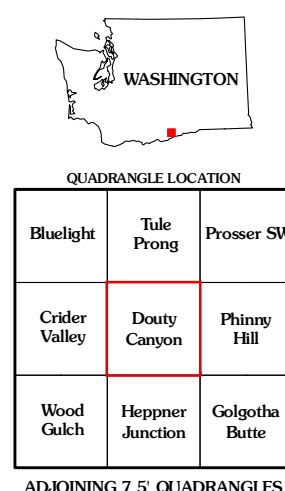 WASHINGTON
QUADRANGLE LOCATION
Bluelight
Tule
Prong
Prosser SW
Crider
Valley
Douty
Canyon
Phinny
Hill
Wood
Gulch
Heppner
Junction
Golgotha
Butte
ADJOINING 7.5' QUADRANGLES